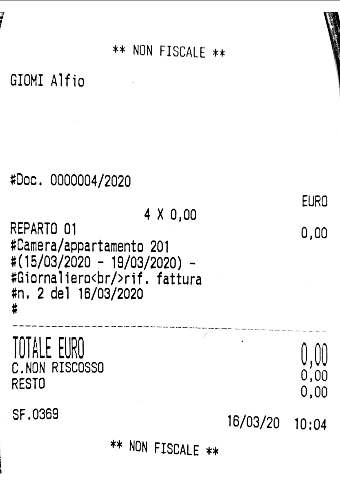 ** NON FISCALE **
GIOMI Alfio
#Doc. 0000004/2020
EURO
4 X 0,00
REPARTO 01 0,00
#Camera/appartamento 201
#(15/03/2020 - 19/03/2020) -
#Giornaliero<br/>rif. fattura
#n. 2 del 16/03/2020
#
TOTALE EURO 0,00
C.NON RISCOSSO 0,00
RESTO 0,00
SF.0369 16/03/20 10:04
** NON FISCALE **